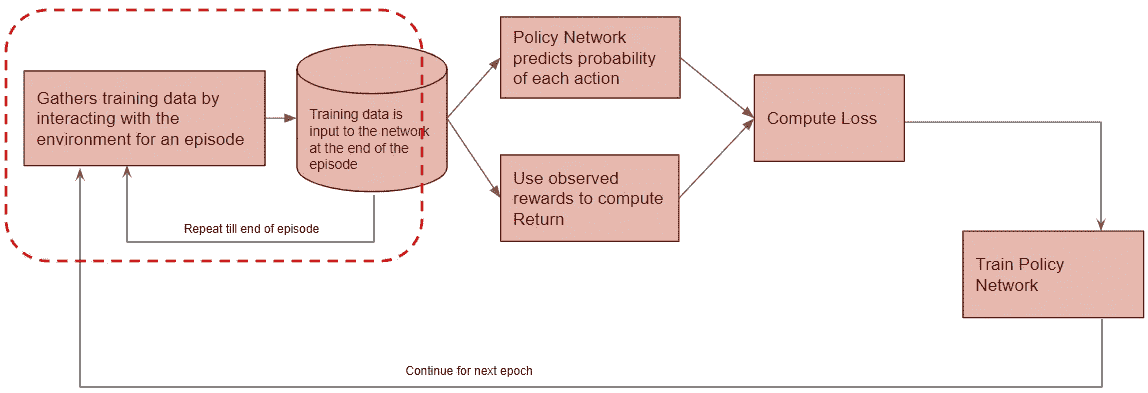 Gathers training data by
interacting with the
environment for an episode
Training data is
input to the network
at the end of the
episode
Repeat till end of episode
Policy Network
predicts probability
of each action
Use observed
rewards to compute
Return
Compute Loss
Train Policy
Network
Continue for next epoch